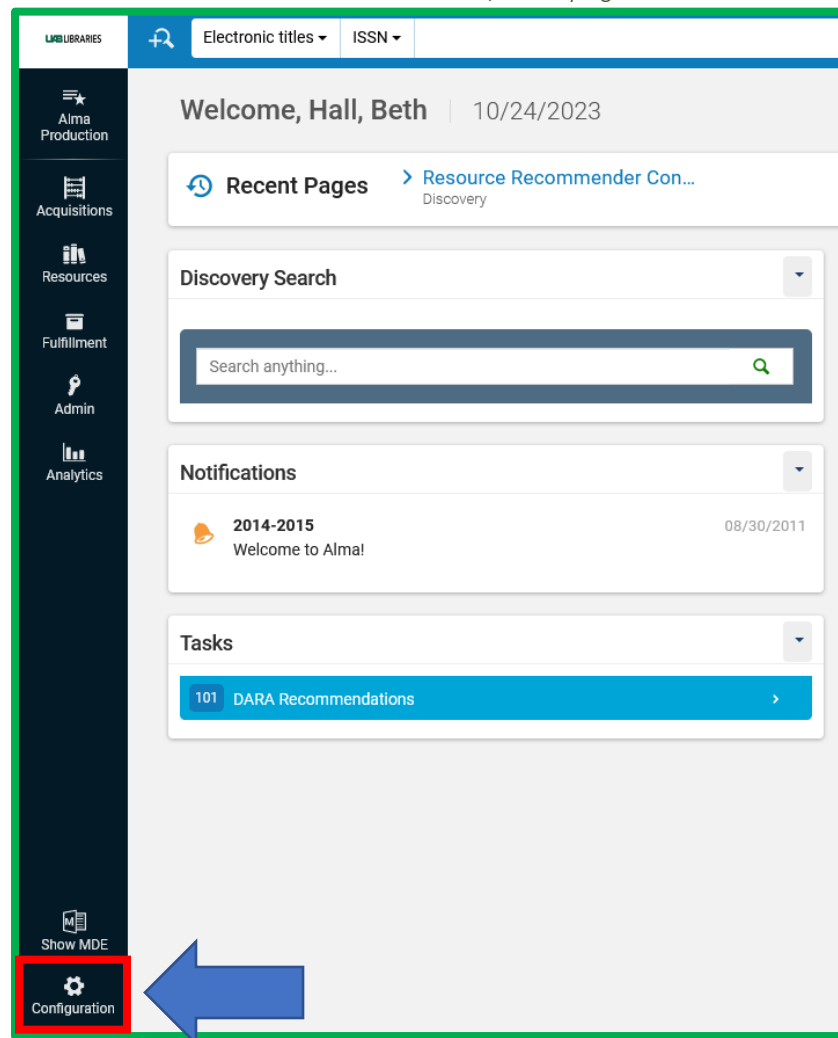 UAB LIBRARIES
Electronic titles
ISSN
Alma
Production
Acquisitions
Resources
Fulfillment
Admin
Analytics
Show MDE
Configuration
Welcome, Hall, Beth
10/24/2023
Recent Pages
Resource Recommender Con...
Discovery
Discovery Search
Search anything...
Notifications
2014-2015
08/30/2011
Welcome to Alma!
Tasks
101 DARA Recommendations